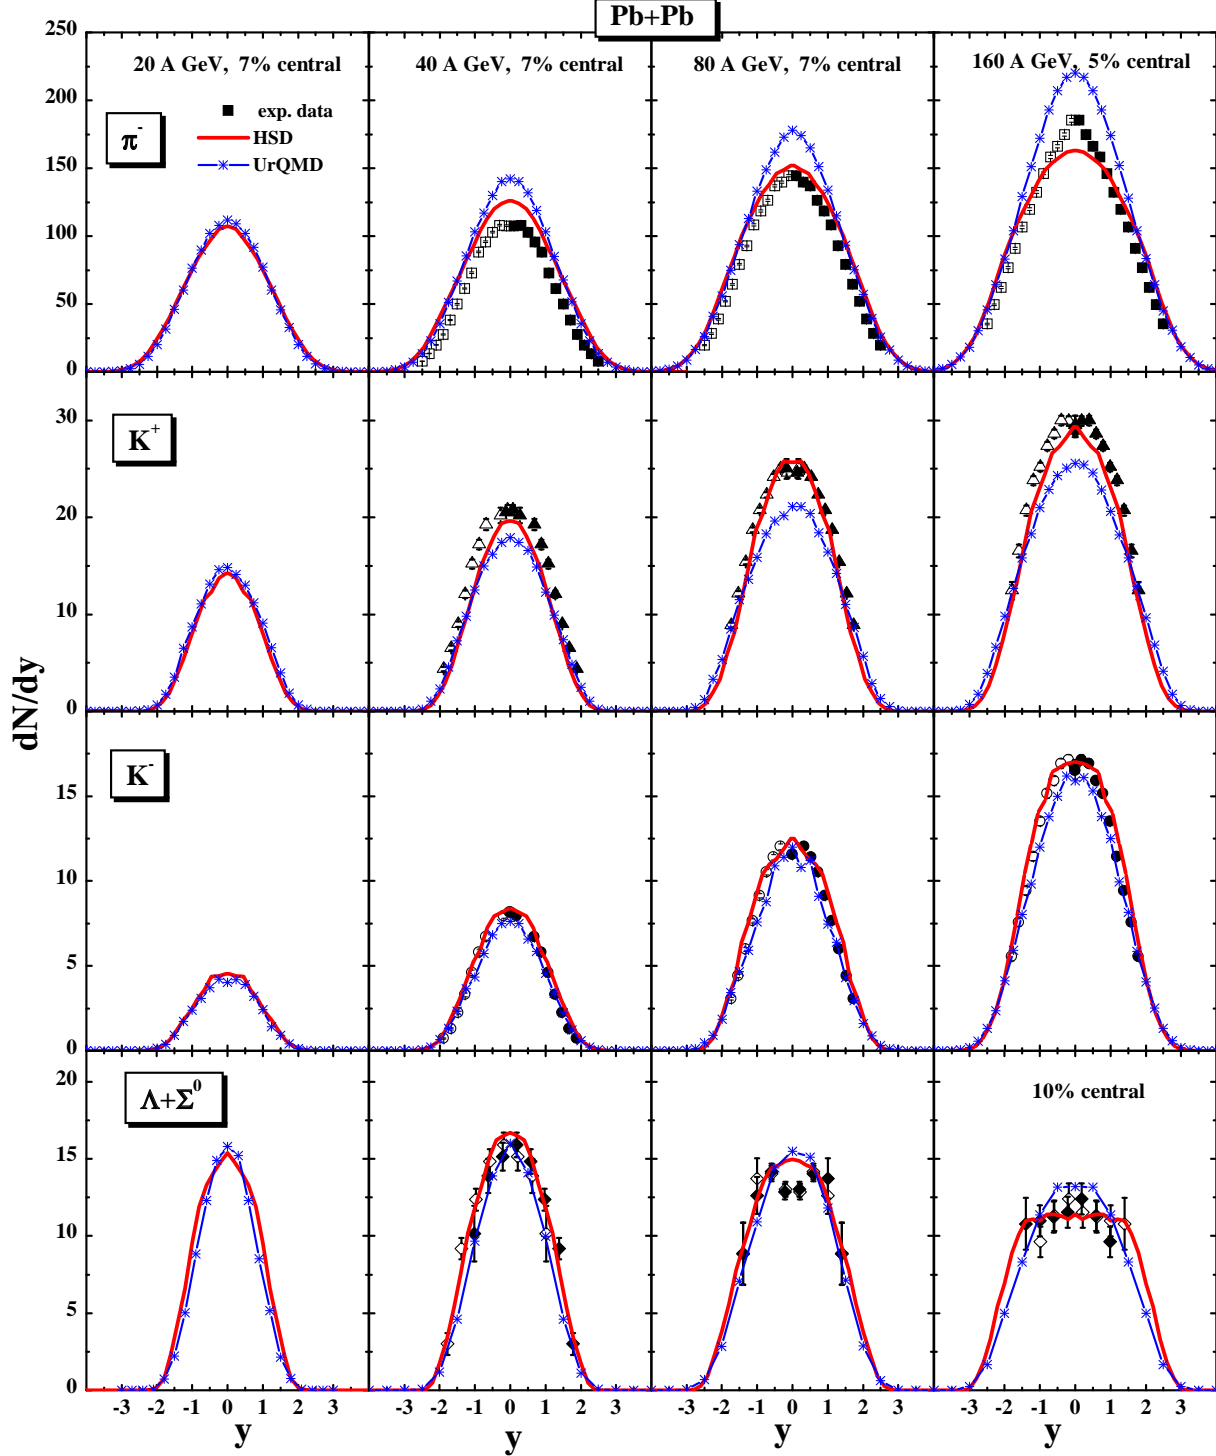 Pb+Pb
250
20 A GeV, 7% central
40 A GeV, 7% central
80 A GeV, 7% central
160 A GeV, 5% central
200
exp. data
π-
HSD
150
UrQMD
100
50
0
30
K+
20
10
0
dN/dy
K-
15
10
5
0
20
Λ+Σ0
10% central
15
10
5
0
-3 -2 -1 0 1 2 3
-3 -2 -1 0 1 2 3
-3 -2 -1 0 1 2 3
-3 -2 -1 0 1 2 3
y
y
y
y